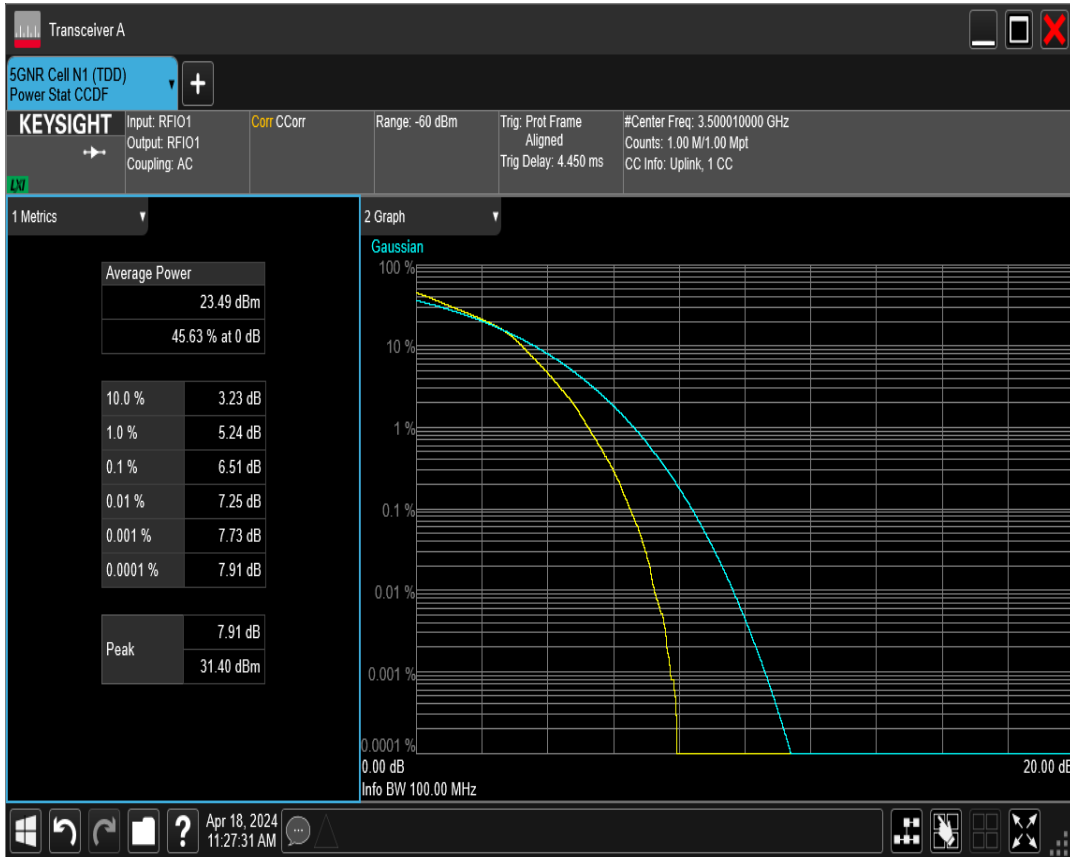 Transceiver A
5GNR Cell N1 (TDD)
Power Stat CCDF
+
KEYSIGHT
LXI
Input: RFIO1
Output: RFIO1
Coupling: AC
Corr CCorr
Range: -60 dBm
Trig: Prot Frame
Aligned
Trig Delay: 4.450 ms
#Center Freq: 3.500010000 GHz
Counts: 1.00 M/1.00 Mpt
CC Info: Uplink, 1 CC
1 Metrics
Average Power
23.49 dBm
45.63 % at 0 dB
10.0 % 3.23 dB
1.0 % 5.24 dB
0.1 % 6.51 dB
0.01 % 7.25 dB
0.001 % 7.73 dB
0.0001 % 7.91 dB
Peak
7.91 dB
31.40 dBm
2 Graph
Gaussian
100 %
10 %
1 %
0.1 %
0.01 %
0.001 %
0.0001 %
0.00 dB 20.00 dB
Info BW 100.00 MHz
?
Apr 18, 2024
11:27:31 AM